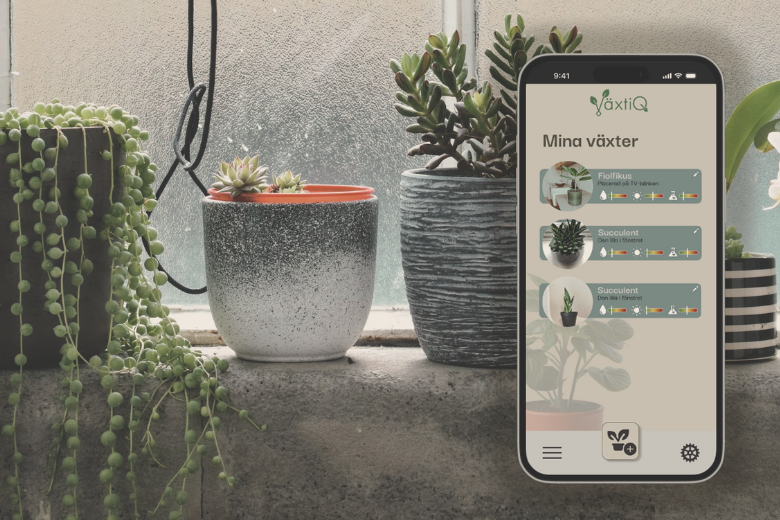 9:41
VäxtiQ
Mina växter
Fiolfikus
Placerad på TV-bänken
Succulent
Den lilla i fönstret
Succulent
Den lilla i fönstret